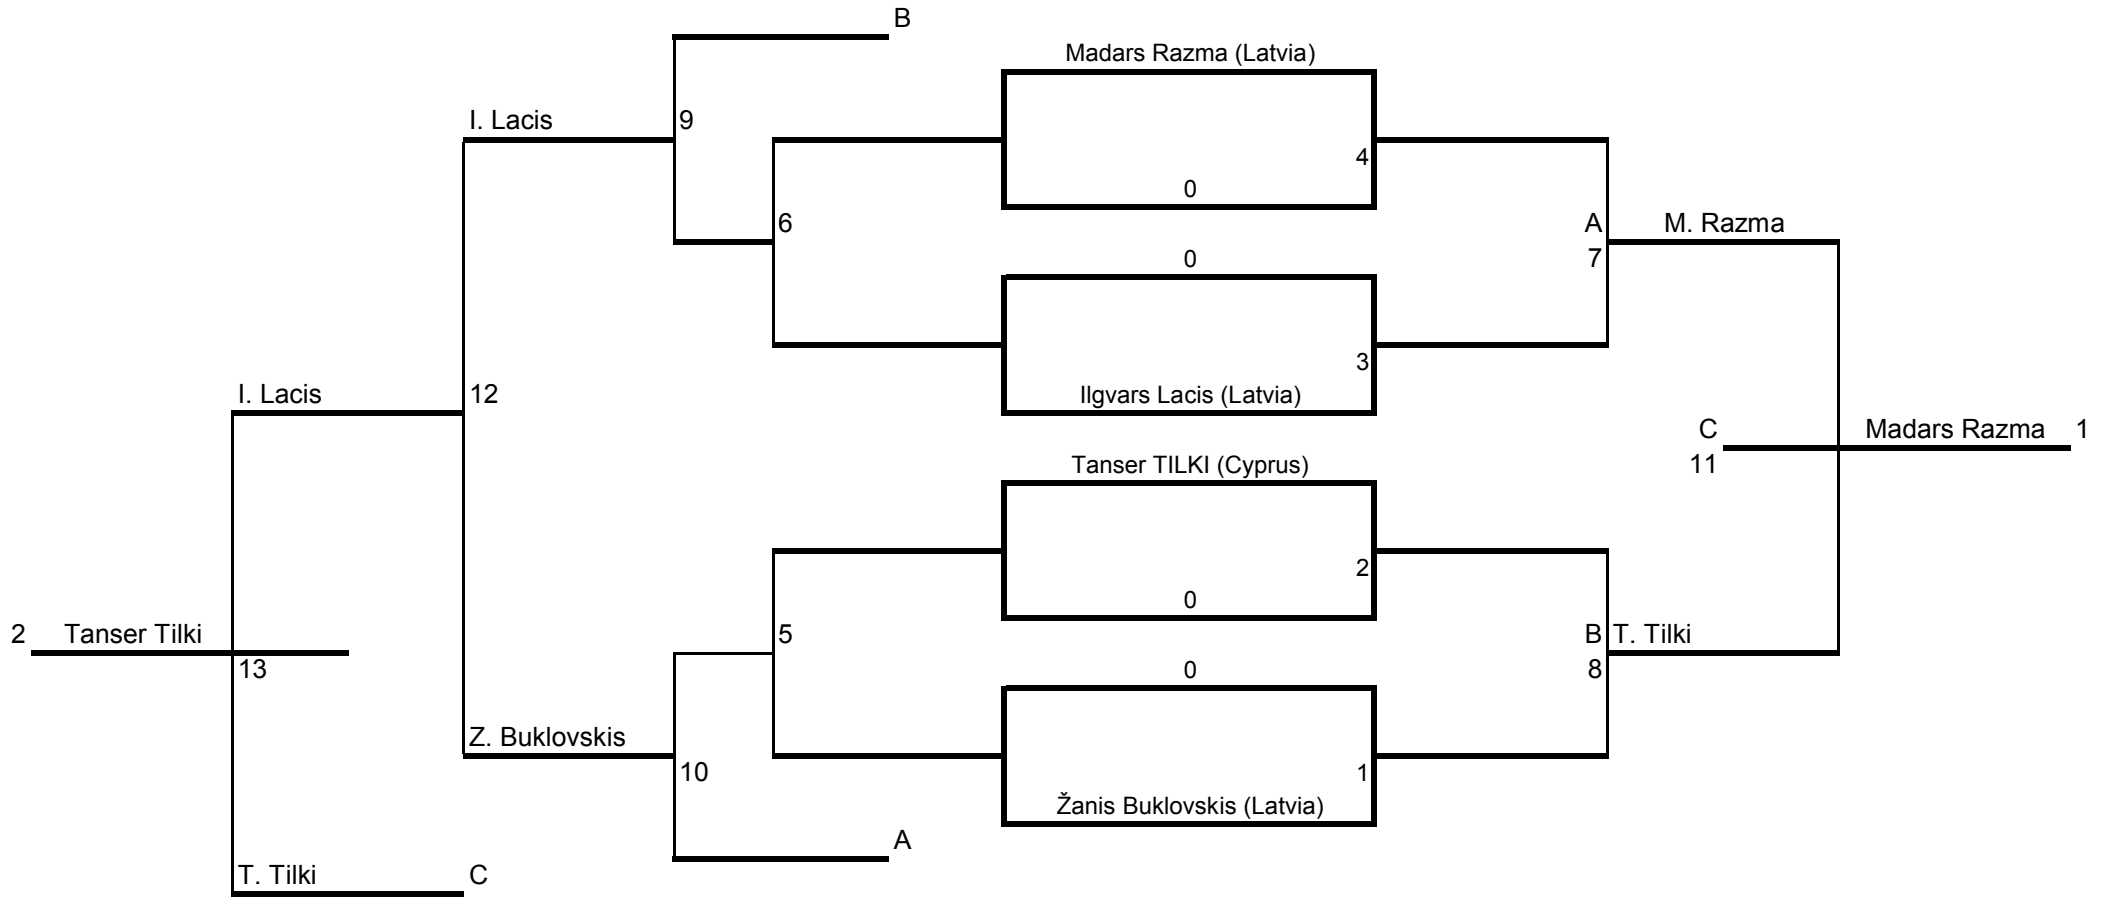 B
Madars Razma (Latvia)
I. Lacis
9
4
0
6
A
M. Razma
7
0
3
I. Lacis
12
Ilgvars Lacis (Latvia)
C
Madars Razma 1
11
Tanser TILKI (Cyprus)
2
0
2 Tanser Tilki
5
B
T. Tilki
13
0
8
Z. Buklovskis
10
1
Žanis Buklovskis (Latvia)
A
T. Tilki
C